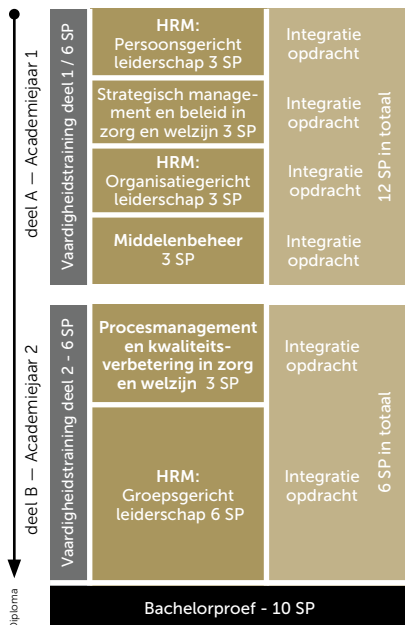 deel A — Academiejaar 1
Vaardigheidstraining deel 1 / 6 SP
HRM:
Persoonsgericht
leiderschap 3 SP
Integratie
opdracht
Strategisch manage-
ment en beleid in
zorg en welzijn 3 SP
Integratie
opdracht
HRM:
Organisatiegericht
leiderschap 3 SP
Integratie
opdracht
Middelenbeheer
3 SP
Integratie
opdracht
12 SP in totaal
deel B — Academiejaar 2
Vaardigheidstraining deel 2 - 6 SP
Procesmanagement
en kwaliteits-
verbetering in zorg
en welzijn 3 SP
Integratie
opdracht
HRM:
Groepsgericht
leiderschap 6 SP
Integratie
opdracht
6 SP in totaal
Diploma
Bachelorproef - 10 SP